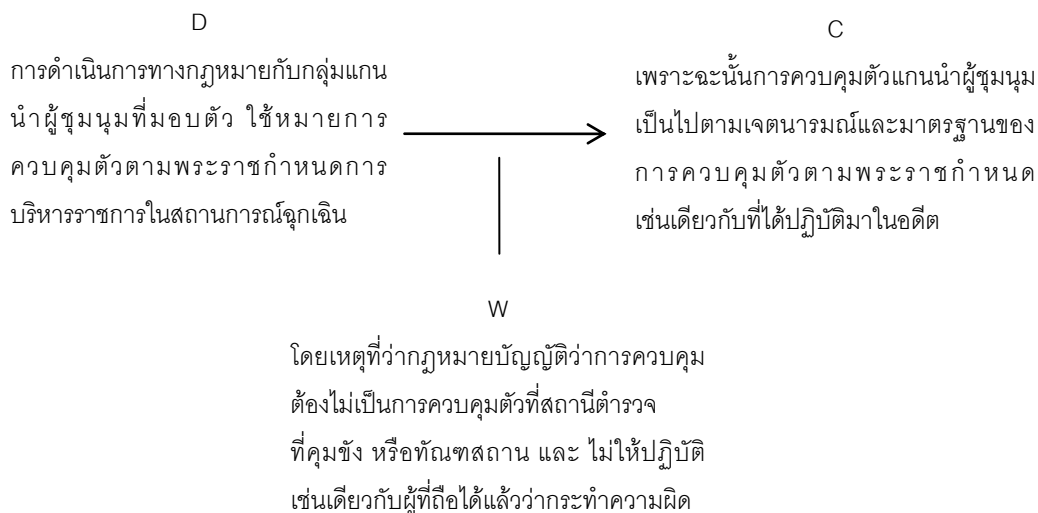 D
การดำเนินการทางกฎหมายกับกลุ่มแกน
นำผู้ชุมนุมที่มอบตัว ใช้หมายการ
ควบคุมตัวตามพระราชกำหนดการ
บริหารราชการในสถานการณ์ฉุกเฉิน
C
เพราะฉะนั้นการควบคุมตัวแกนนำผู้ชุมนุม
เป็นไปตามเจตนารมณ์และมาตรฐานของ
การควบคุมตัวตามพระราชกำหนด
เช่นเดียวกับที่ได้ปฏิบัติมาในอดีต
W
โดยเหตุที่ว่ากฎหมายบัญญัติว่าการควบคุม
ต้องไม่เป็นการควบคุมตัวที่สถานีตำรวจ
ที่คุมขัง หรือทัณฑสถาน และ ไม่ให้ปฏิบัติ
เช่นเดียวกับผู้ที่ถือได้แล้วว่ากระทำความผิด